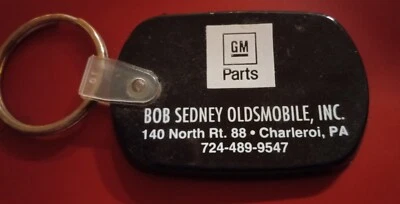 GM
Parts
BOB SEDNEY OLDSMOBILE, INC.
140 North Rt. 88 • Charleroi, PA
724-489-9547